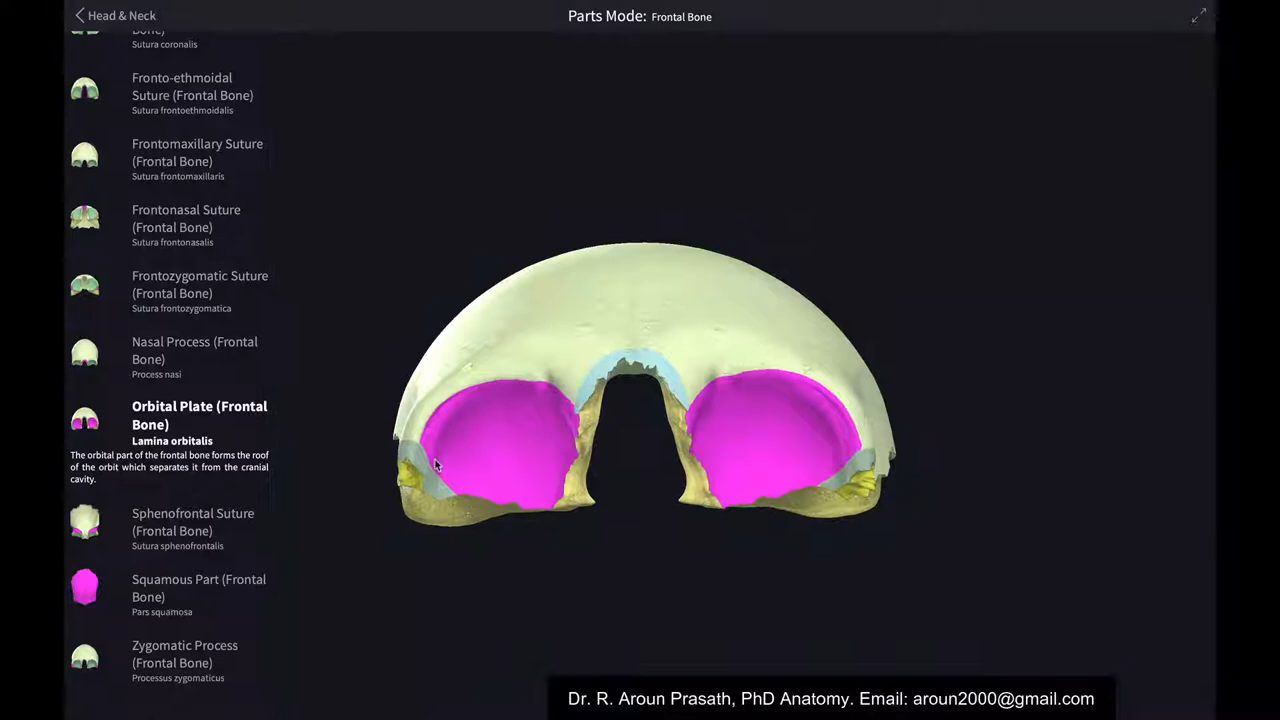 Head & Neck
Parts Mode: Frontal Bone
Bone)
Sutura coronalis
Fronto-ethmoidal
Suture (Frontal Bone)
Sutura frontoethmoidalis
Frontomaxillary Suture
(Frontal Bone)
Sutura frontomaxillaris
Frontonasal Suture
(Frontal Bone)
Sutura frontonasalis
Frontozygomatic Suture
(Frontal Bone)
Sutura frontozygomatica
Nasal Process (Frontal
Bone)
Process nasi
Orbital Plate (Frontal
Bone)
Lamina orbitalis
The orbital part of the frontal bone forms the roof
of the orbit which separates it from the cranial
cavity.
Sphenofrontal Suture
(Frontal Bone)
Sutura sphenofrontalis
Squamous Part (Frontal
Bone)
Pars squamosa
Zygomatic Process
(Frontal Bone)
Processus zygomaticus
Dr. R. Aroun Prasath, PhD Anatomy. Email: aroun2000@gmail.com